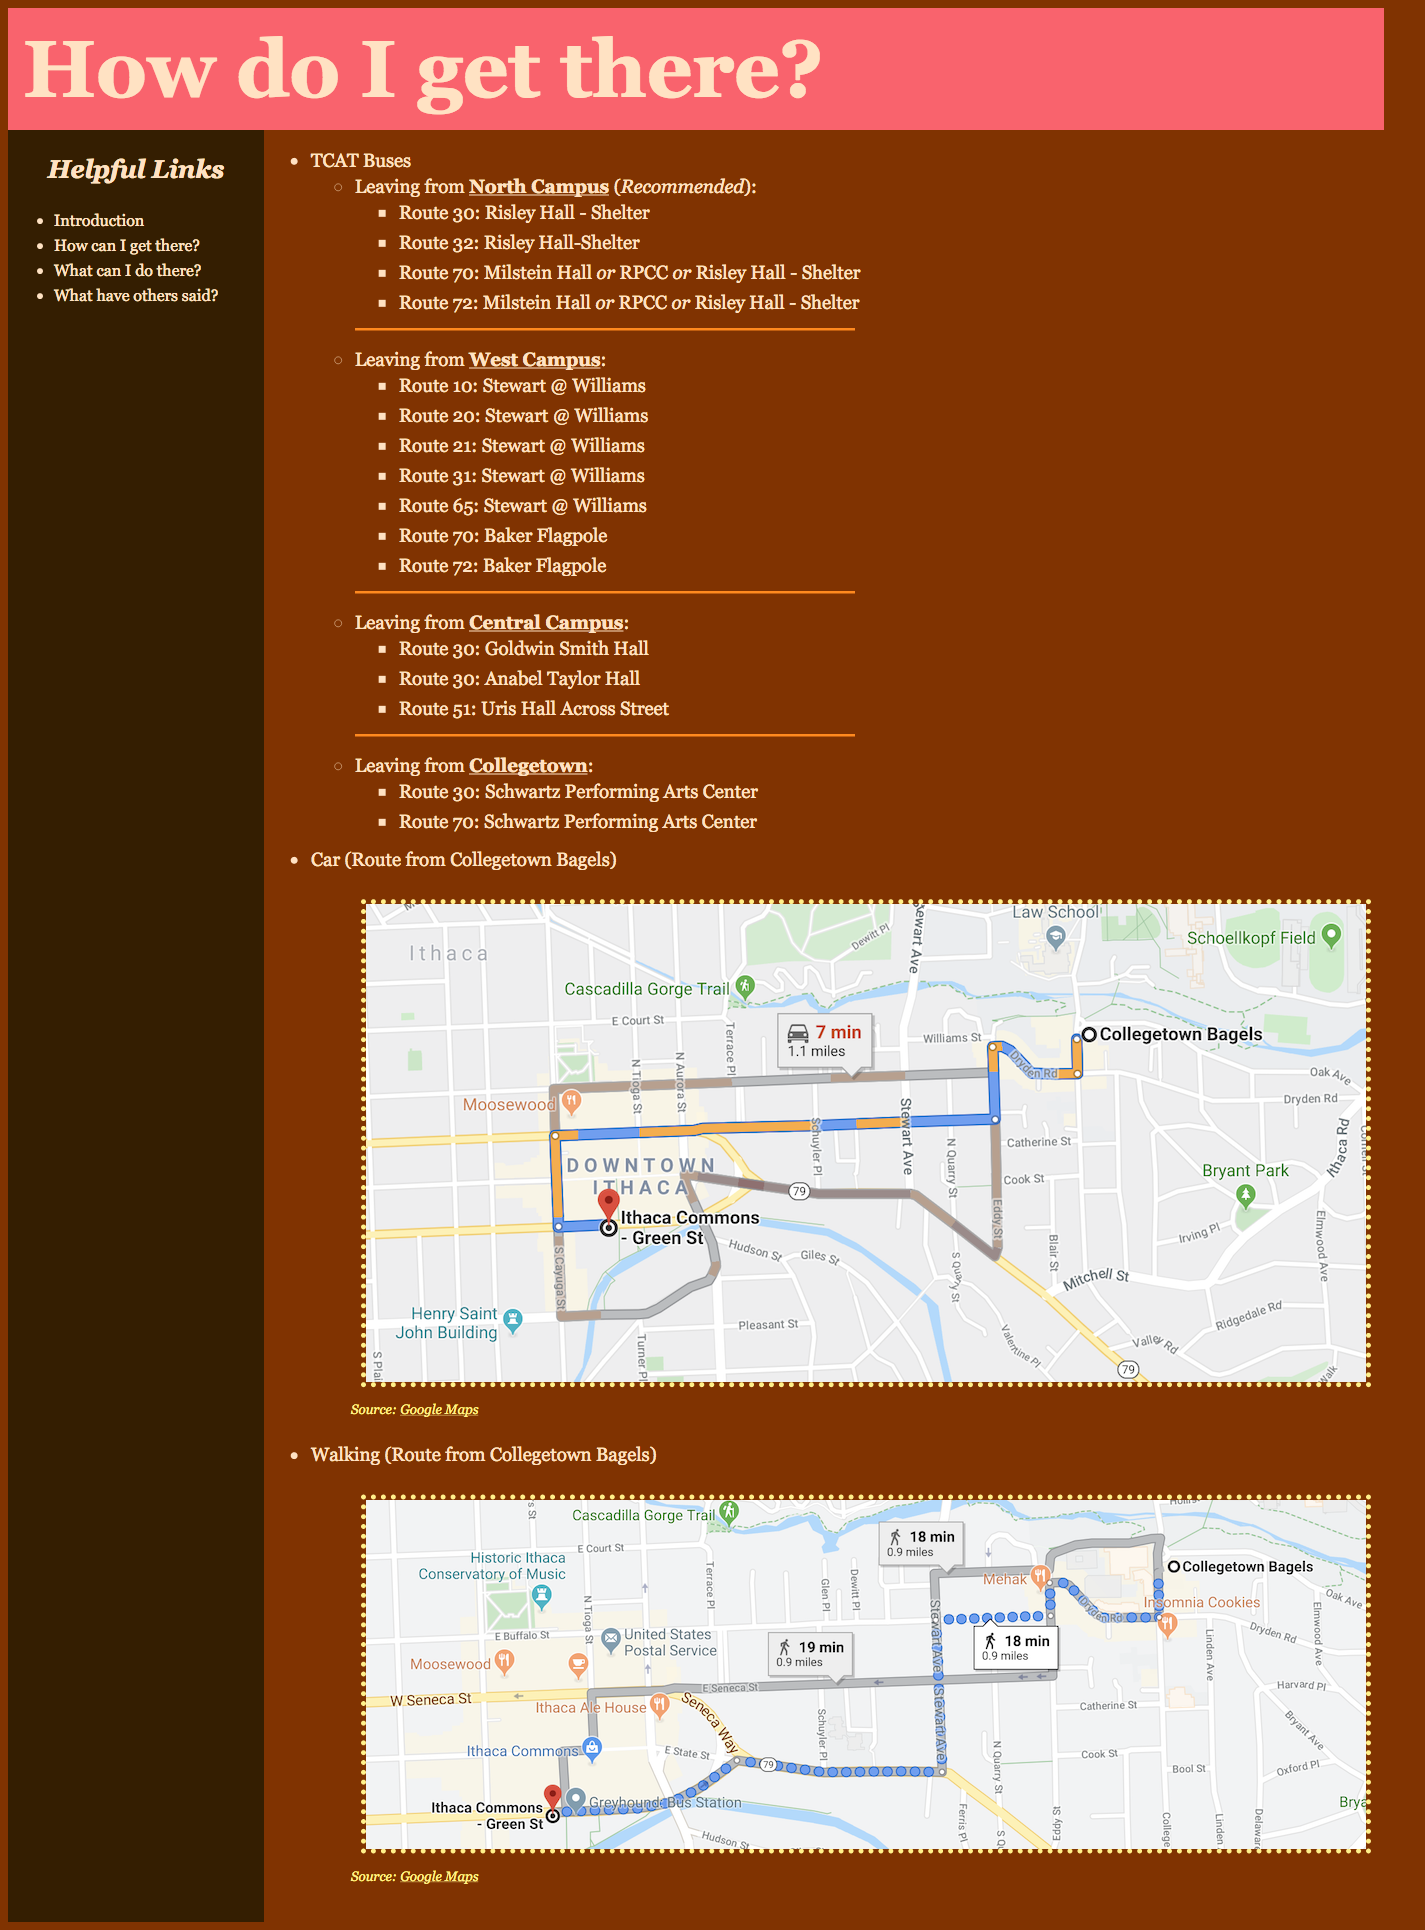 How do I get there?
Helpful Links
Introduction
How can I get there?
What can I do there?
What have others said?
TCAT Buses
Leaving from North Campus (Recommended):
Route 30: Risley Hall - Shelter
Route 32: Risley Hall-Shelter
Route 70: Milstein Hall or RPCC or Risley Hall - Shelter
Route 72: Milstein Hall or RPCC or Risley Hall - Shelter
Leaving from West Campus:
Route 10: Stewart @ Williams
Route 20: Stewart @ Williams
Route 21: Stewart @ Williams
Route 31: Stewart @ Williams
Route 65: Stewart @ Williams
Route 70: Baker Flagpole
Route 72: Baker Flagpole
Leaving from Central Campus:
Route 30: Goldwin Smith Hall
Route 30: Anabel Taylor Hall
Route 51: Uris Hall Across Street
Leaving from Collegetown:
Route 30: Schwartz Performing Arts Center
Route 70: Schwartz Performing Arts Center
Car (Route from Collegetown Bagels)
Law School
Stewart Ave
Dewitt Pl
Schoellkopf Field
Ithaca
Cascadilla Gorge Trail
E Court St
Terrace Pl
7 min
1.1 miles
Williams St
Collegetown Bagels
Dryden Rd
Oak Ave
N Tioga St
N Aurora St
Moosewood
Dryden Rd
Schuyler Pl
Stewart Ave
N Quarry St
Catherine St
Ithaca Rd
DOWNTOWN
ITHACA
Cook St
Bryant Park
79
Ithaca Commons
- Green St
Eddy St
Irving Pl
Elmwood Ave
Hudson St
Giles St
Blair St
S Cayuga St
S Quarry St
Mitchell St
Henry Saint
John Building
Pleasant St
Ridgedale Rd
Turner Pl
Valentine Pl
Valley Rd
S Plai
79
Walk
Source: Google Maps
Walking (Route from Collegetown Bagels)
Cascadilla Gorge Trail
18 min
0.9 miles
E Court St
Historic Ithaca
Conservatory of Music
Terrace Pl
Glen Pl
Dewitt Pl
Collegetown Bagels
Mehak
Oak Ave
N Tioga St
Stewart Ave
Dryden Rd
Insomnia Cookies
Elmwood Ave
E Buffalo St
United States
Postal Service
19 min
0.9 miles
18 min
0.9 miles
Dryden Rd
Linden Ave
Moosewood
E Seneca St
W Seneca St
Harvard Pl
Ithaca Ale House
Seneca Way
Schuyler Pl
Stewart Ave
Catherine St
Bryant Ave
Ithaca Commons
E State St
N Quarry St
Cook St
79
Bool St
Oxford Pl
Ithaca Commons
- Green St
Greyhound: Bus Station
Brya
Hudson St
Ferris Pl
S Qu
Eddy St
College
Linden
Delaware
Source: Google Maps